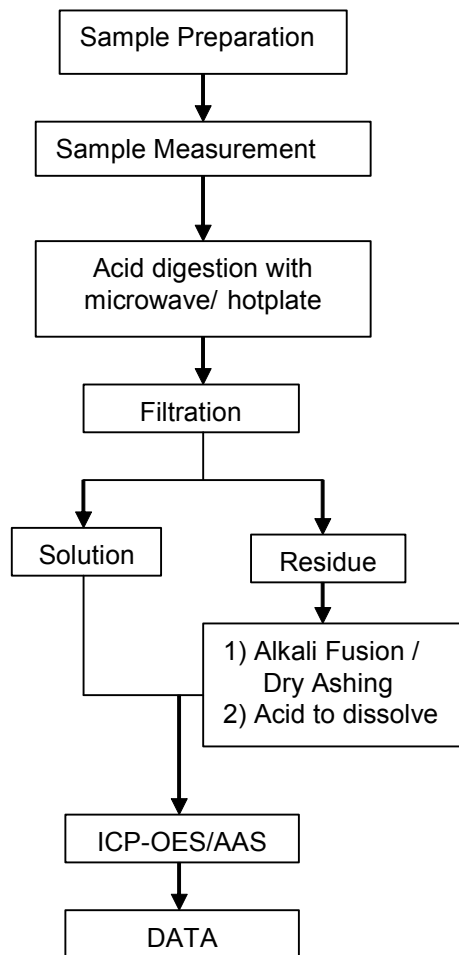 Sample Preparation
Sample Measurement
Acid digestion with
microwave/ hotplate
Filtration
Solution
Residue
1) Alkali Fusion /
Dry Ashing
2) Acid to dissolve
ICP-OES/AAS
DATA